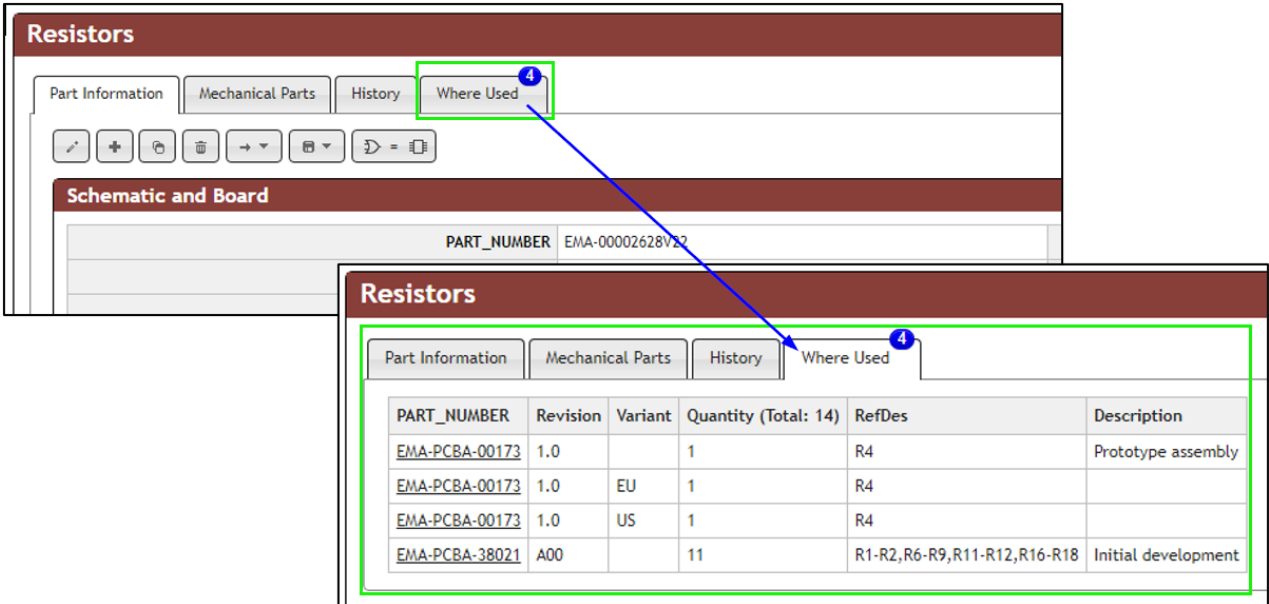 Resistors
Part Information Mechanical Parts History Where Used 4
=
Schematic and Board
PART_NUMBER EMA-00002628V22
Resistors
Part Information Mechanical Parts History Where Used 4
PART_NUMBER Revision Variant Quantity (Total: 14) RefDes Description
EMA-PCBA-00173 1.0 1 R4 Prototype assembly
EMA-PCBA-00173 1.0 EU 1 R4
EMA-PCBA-00173 1.0 US 1 R4
EMA-PCBA-38021 A00 11 R1-R2,R6-R9,R11-R12,R16-R18 Initial development